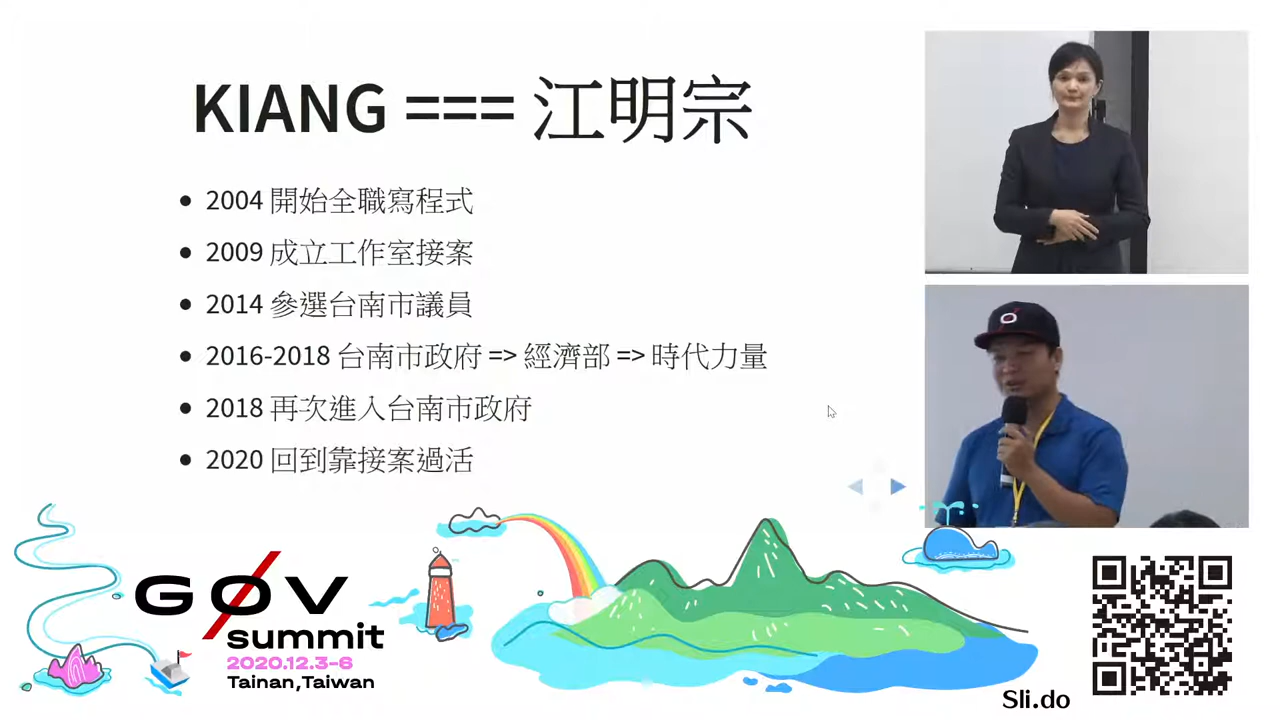 KIANG === 江明宗
• 2004 開始全職寫程式
• 2009 成立工作室接案
• 2014 參選台南市議員
• 2016-2018 台南市政府 => 經濟部 => 時代力量
• 2018 再次進入台南市政府
• 2020 回到靠接案過活
GØV
summit
2020.12.3-6
Tainan,Taiwan
Sli.do